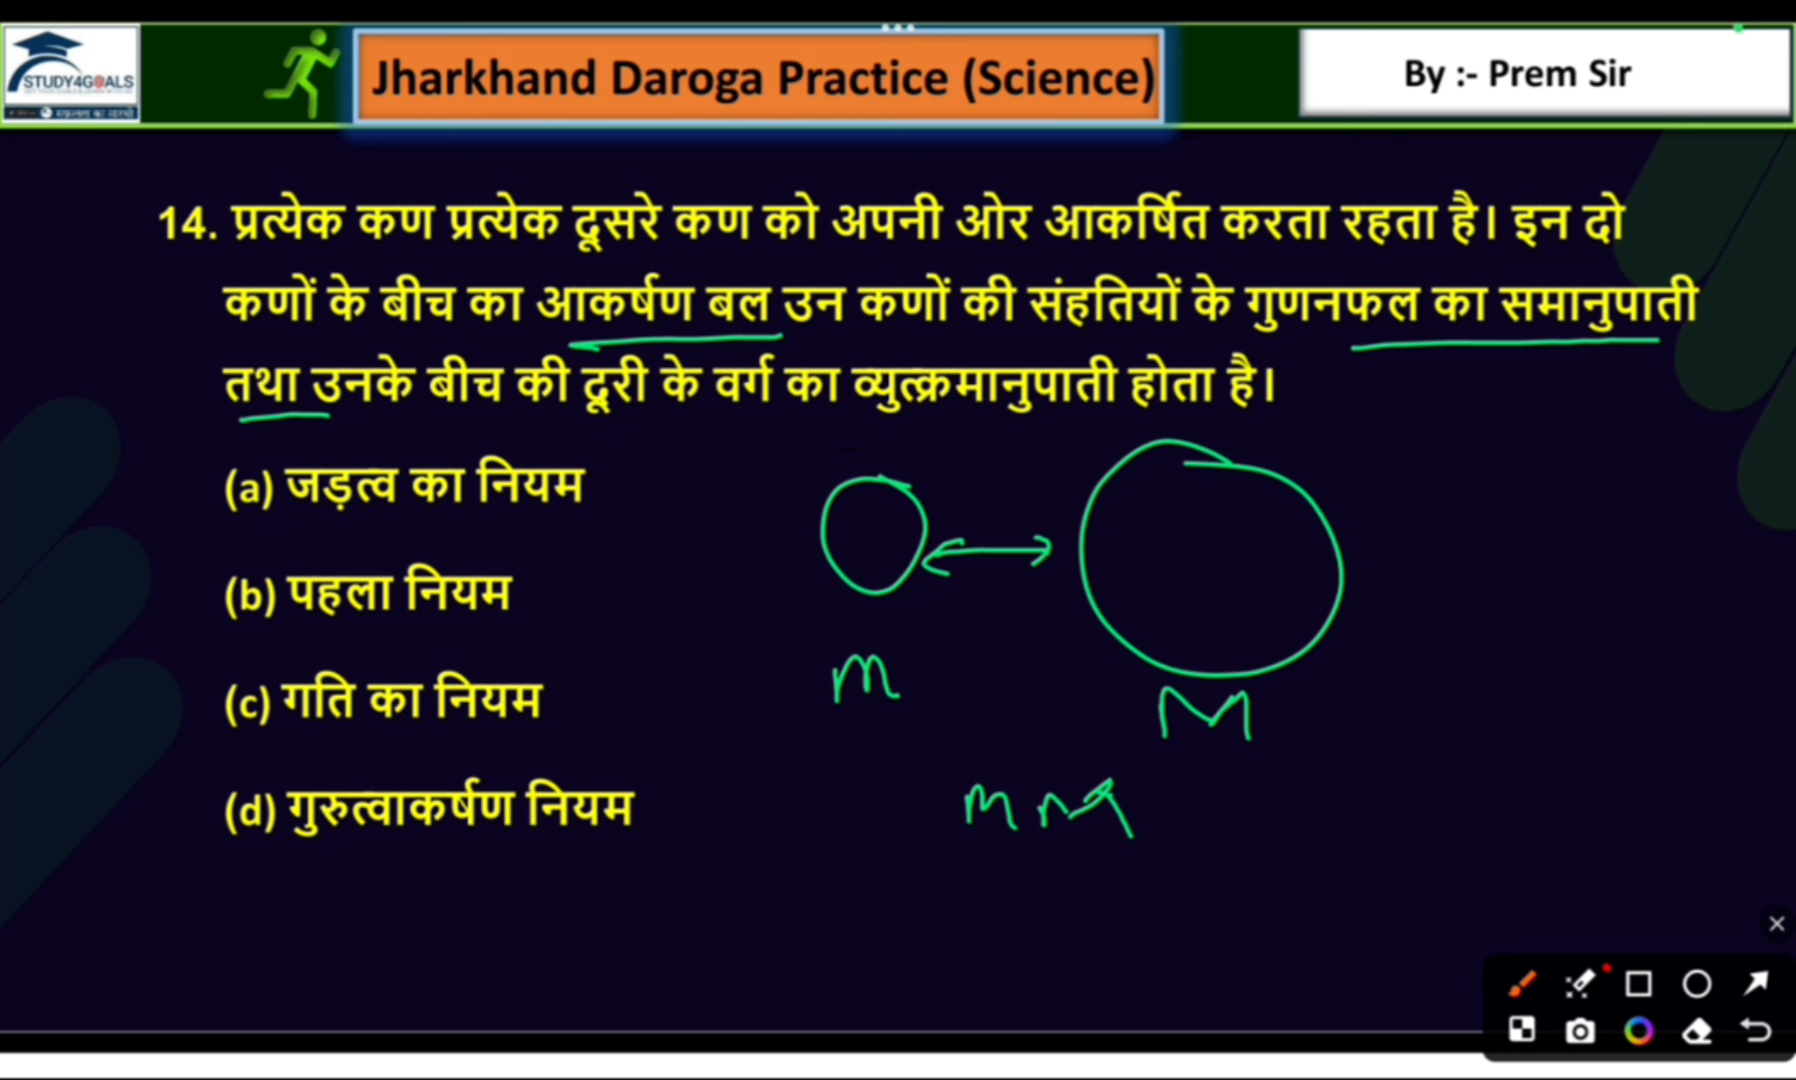 STUDY4GOALS
Jharkhand Daroga Practice (Science)
By :- Prem Sir
14. प्रत्येक कण प्रत्येक दूसरे कण को अपनी ओर आकर्षित करता रहता है। इन दो
कणों के बीच का आकर्षण बल उन कणों की संहतियों के गुणनफल का समानुपाती
तथा उनके बीच की दूरी के वर्ग का व्युत्क्रमानुपाती होता है।
(a) जड़त्व का नियम
(b) पहला नियम
(c) गति का नियम
(d) गुरुत्वाकर्षण नियम
m
M
m